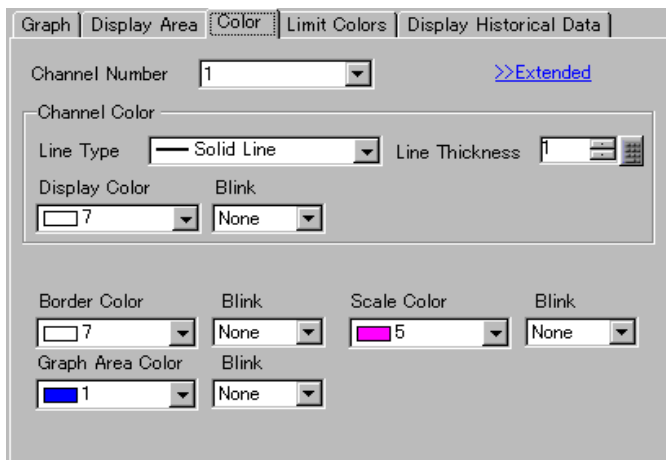 Graph Display Area Color Limit Colors Display Historical Data
Channel Number 1 >>Extended
Channel Color
Line Type Solid Line Line Thickness 1
Display Color Blink
7 None
Border Color Blink Scale Color Blink
7 None 5 None
Graph Area Color Blink
1 None